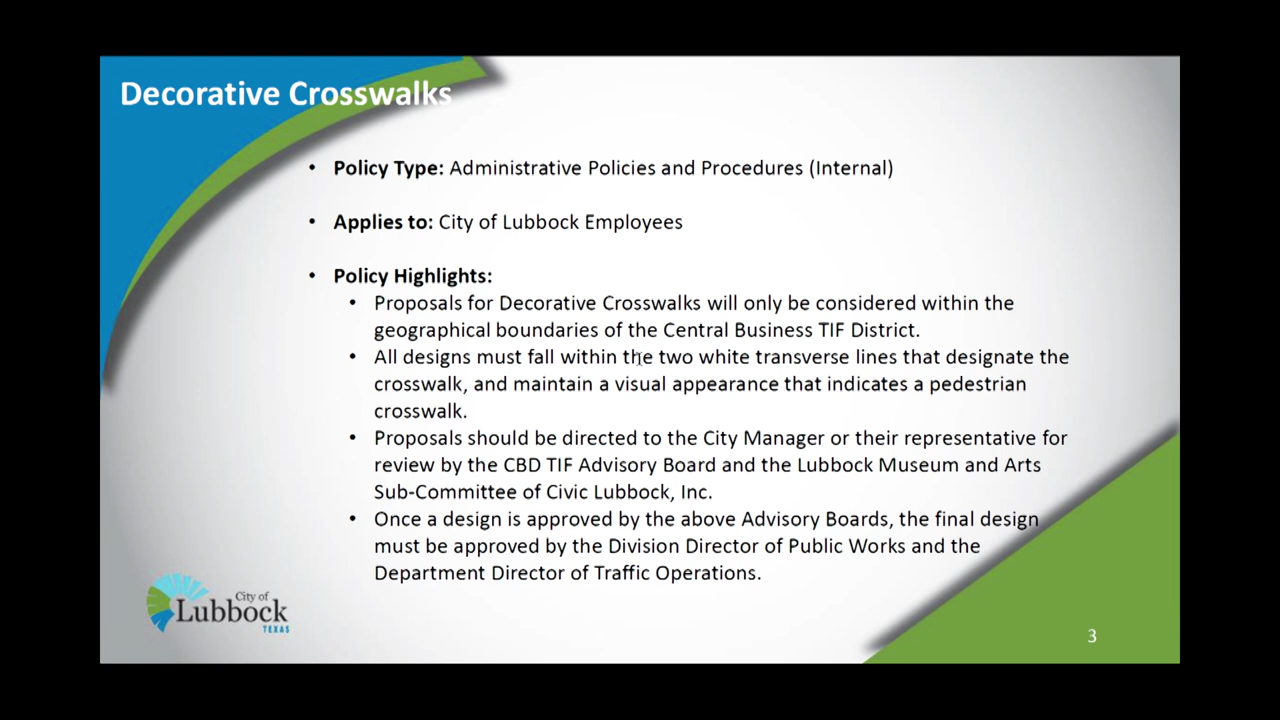 Decorative Crosswalks
• Policy Type: Administrative Policies and Procedures (Internal)
• Applies to: City of Lubbock Employees
• Policy Highlights:
• Proposals for Decorative Crosswalks will only be considered within the
geographical boundaries of the Central Business TIF District.
• All designs must fall within the two white transverse lines that designate the
crosswalk, and maintain a visual appearance that indicates a pedestrian
crosswalk.
• Proposals should be directed to the City Manager or their representative for
review by the CBD TIF Advisory Board and the Lubbock Museum and Arts
Sub-Committee of Civic Lubbock, Inc.
• Once a design is approved by the above Advisory Boards, the final design
must be approved by the Division Director of Public Works and the
Department Director of Traffic Operations.
City of
Lubbock
TEXAS
3